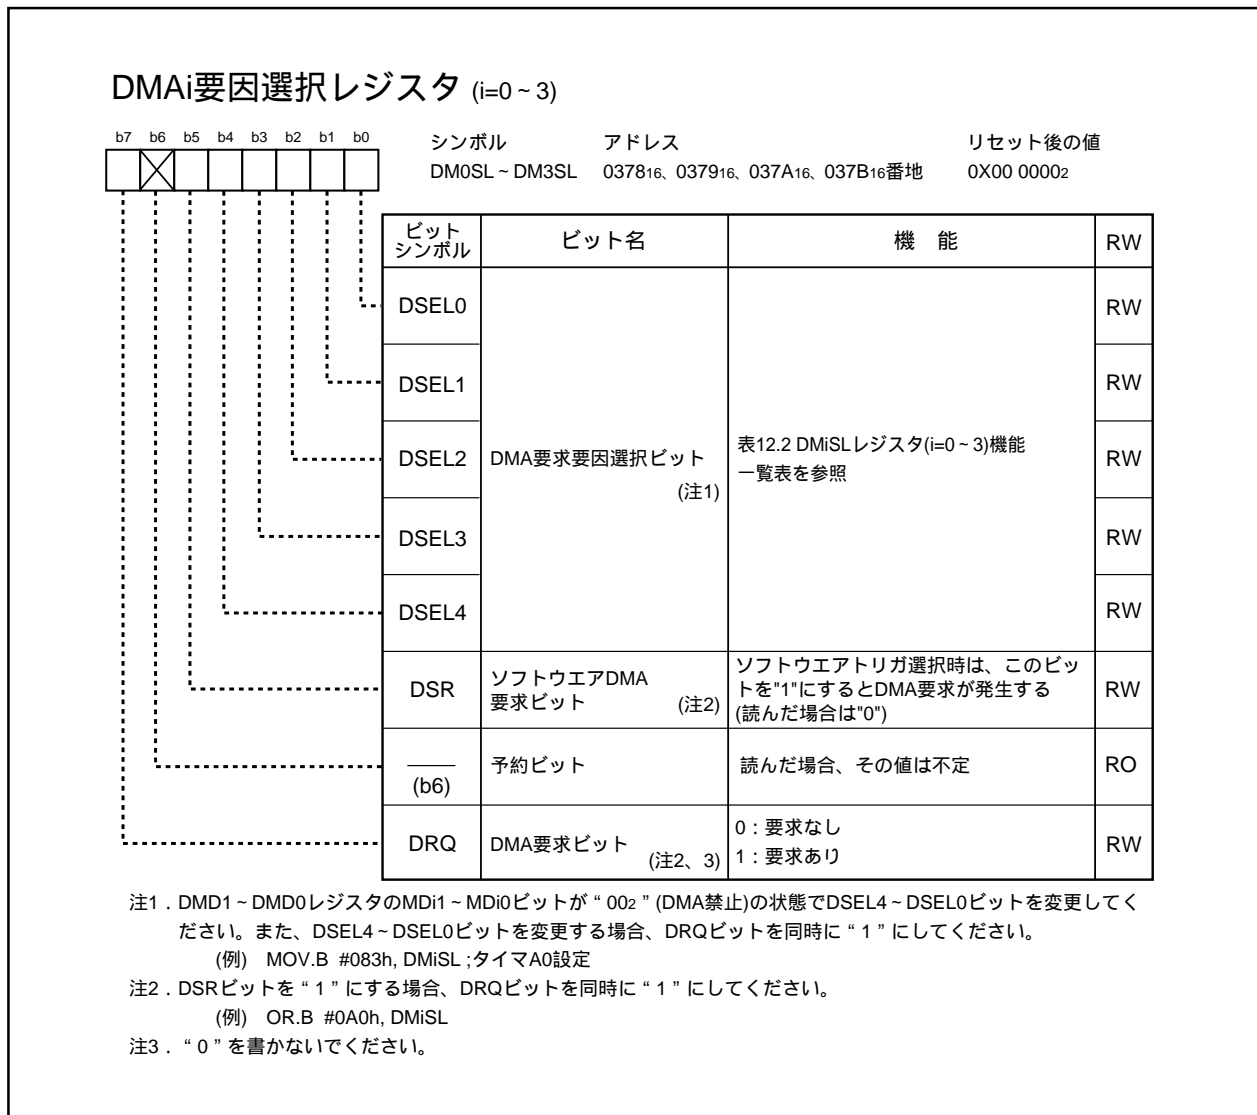 DMAi要因選択レジスタ (i=0～3)
b7 b6 b5 b4 b3 b2 b1 b0
シンボル アドレス リセット後の値
DM0SL～DM3SL 037816、037916、037A16、037B16番地 0X00 00002
ビット
シンボル
ビット名
機 能
RW
DSEL0
RW
DSEL1
RW
DSEL2
DMA要求要因選択ビット
(注1)
表12.2 DMiSLレジスタ(i=0～3)機能
一覧表を参照
RW
DSEL3
RW
DSEL4
RW
DSR
ソフトウエアDMA
要求ビット (注2)
ソフトウエアトリガ選択時は、このビッ
トを"1"にするとDMA要求が発生する
(読んだ場合は"0")
RW
(b6)
予約ビット
読んだ場合、その値は不定
RO
DRQ
DMA要求ビット
(注2、3)
0：要求なし
1：要求あり
RW
注1．DMD1～DMD0レジスタのMDi1～MDi0ビットが“002”(DMA禁止)の状態でDSEL4～DSEL0ビットを変更してく
ださい。また、DSEL4～DSEL0ビットを変更する場合、DRQビットを同時に“1”にしてください。
(例) MOV.B #083h, DMiSL ;タイマA0設定
注2．DSRビットを“1”にする場合、DRQビットを同時に“1”にしてください。
(例) OR.B #0A0h, DMiSL
注3．“0”を書かないでください。